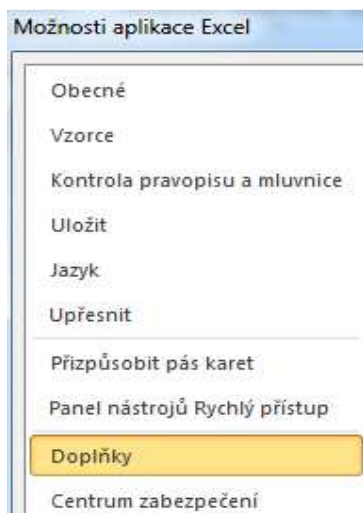 Možnosti aplikace Excel
Obecné
Vzorce
Kontrola pravopisu a mluvnice
Uložit
Jazyk
Upřesnit
Přizpůsobit pás karet
Panel nástrojů Rychlý přístup
Doplňky
Centrum zabezpečení